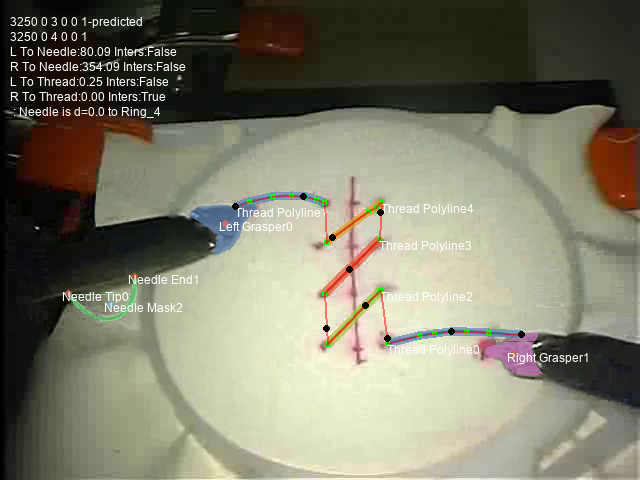 3250 0 3 0 0 1-predicted
3250 0 4 0 0 1
L To Needle:80.09 Inters:False
R To Needle:354.09 Inters:False
L To Thread:0.25 Inters:False
R To Thread:0.00 Inters:True
: Needle is d=0.0 to Ring_4
Thread Polyline4
Thread Polyline
Left Grasper0
Thread Polyline3
Needle End1
Needle Tip0
Thread Polyline2
Needle Mask2
Thread Polyline0
Right Grasper1